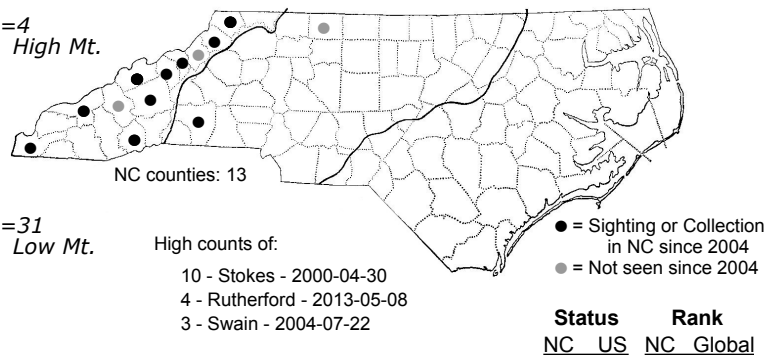 =4
High Mt.
NC counties: 13
=31
Low Mt.
High counts of:
10 - Stokes - 2000-04-30
4 - Rutherford - 2013-05-08
3 - Swain - 2004-07-22
● = Sighting or Collection
in NC since 2004
● = Not seen since 2004
Status Rank
NC US NC Global